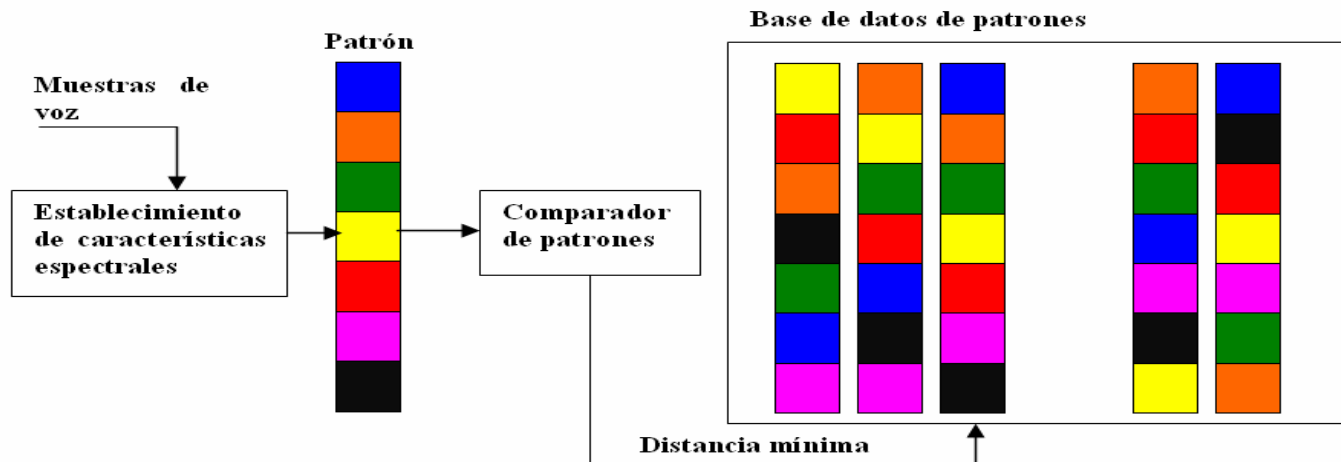 Base de datos de patrones
Patrón
Muestras de
voz
Establecimiento
de características
espectrales
Comparador
de patrones
Distancia mínima